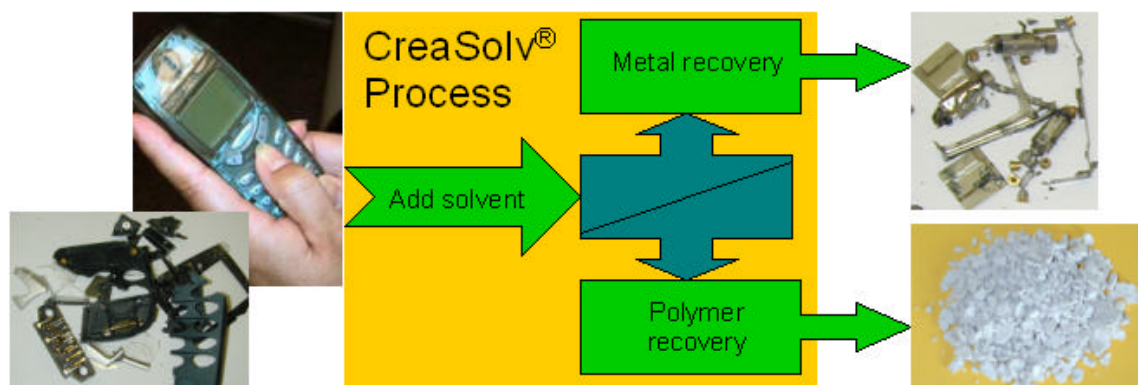 CreaSolv®
Process
Metal recovery
Add solvent
Polymer
recovery